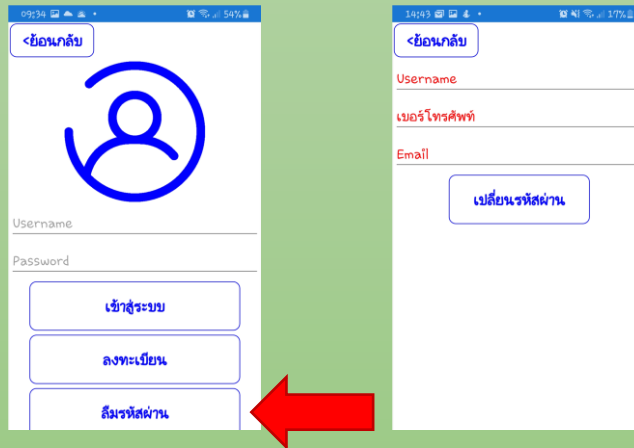 09:34
54%
<ย้อนกลับ
Username
Password
เข้าสู่ระบบ
ลงทะเบียน
ลืมรหัสผ่าน
14:43
17%
<ย้อนกลับ
Username
เบอร์โทรศัพท์
Email
เปลี่ยนรหัสผ่าน